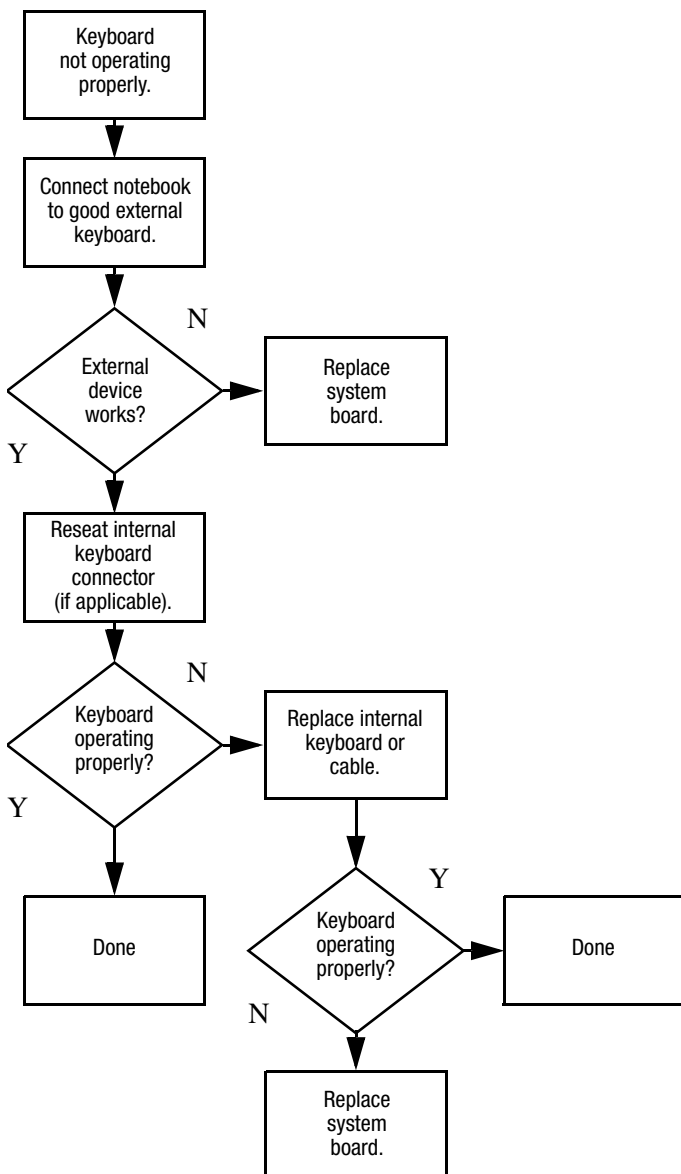 Keyboard
not operating
properly.
Connect notebook
to good external
keyboard.
N
External
device
works?
Replace
system
board.
Y
Reseat internal
keyboard
connector
(if applicable).
N
Keyboard
operating
properly?
Replace internal
keyboard or
cable.
Y
Done
Y
Keyboard
operating
properly?
Done
N
Replace
system
board.